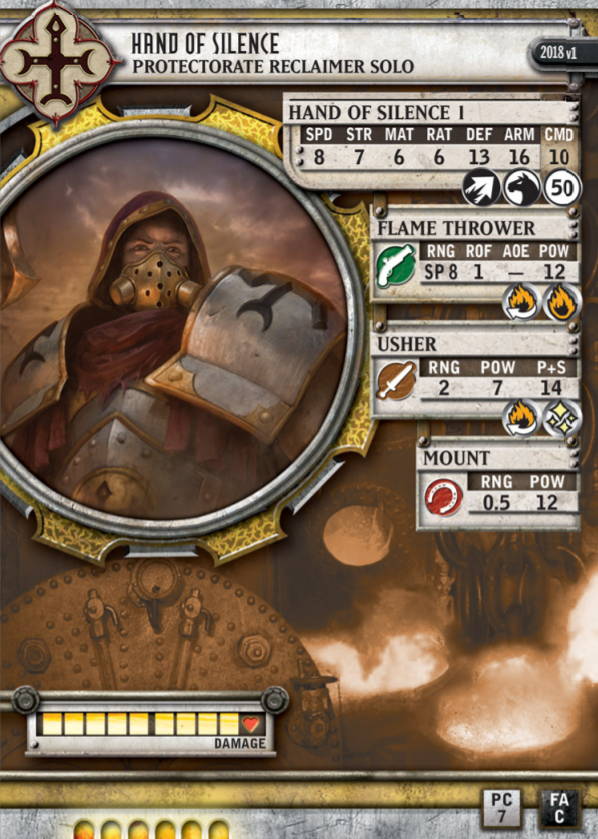 HAND OF SILENCE
PROTECTORATE RECLAIMER SOLO
2018 v1
HAND OF SILENCE 1
SPD STR MAT RAT DEF ARM CMD
8 7 6 6 13 16 10
50
FLAME THROWER
RNG ROF AOE POW
SP 8 1 — 12
USHER
RNG POW P+S
2 7 14
MOUNT
RNG POW
0.5 12
DAMAGE
PC
7
FA
C